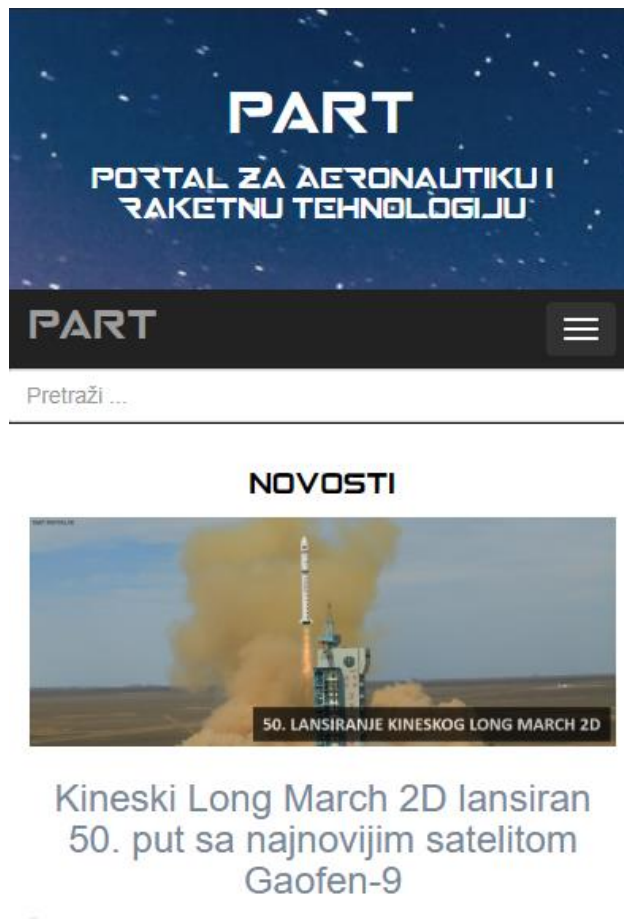 PART
PORTAL ZA AERONAUTIKU I
RAKETNU TEHNOLOGIJU
PART
Pretraži ...
NOVOSTI
50. LANSIRANJE KINESKOG LONG MARCH 2D
Kineski Long March 2D lansiran
50. put sa najnovijim satelitom
Gaofen-9